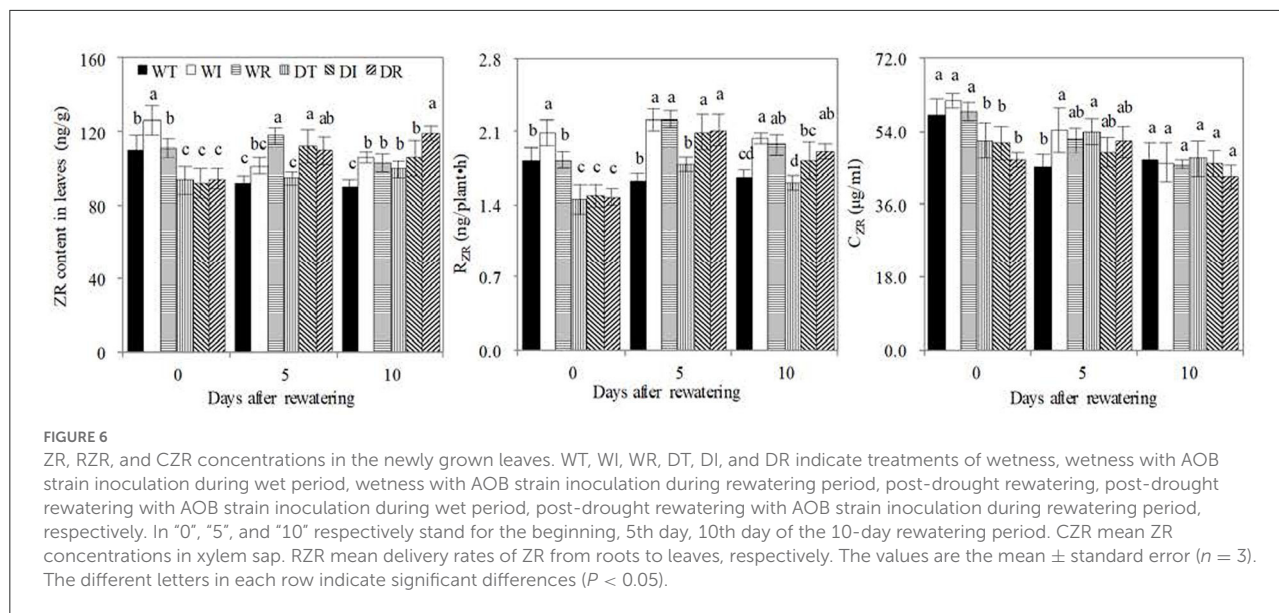 160
120
80
40
0
ZR content in leaves (ng/g)
WT WI WR DT DI DR
b a b c c c
c bc a c a ab
c b b b b a
0 5 10
Days after rewatering
2.8
2.1
1.4
0.7
0.0
RZR (ng/plant•h)
b a b c c c
b a a b a a
cd a ab d bc ab
0 5 10
Days after rewatering
72.0
54.0
36.0
18.0
0.0
CZR (μg/ml)
a a a b b b
b a ab a ab ab
a a a a a a
0 5 10
Days after rewatering
FIGURE 6
ZR, RZR, and CZR concentrations in the newly grown leaves. WT, WI, WR, DT, DI, and DR indicate treatments of wetness, wetness with AOB
strain inoculation during wet period, wetness with AOB strain inoculation during rewatering period, post-drought rewatering, post-drought
rewatering with AOB strain inoculation during wet period, post-drought rewatering with AOB strain inoculation during rewatering period,
respectively. In “0”, “5”, and “10” respectively stand for the beginning, 5th day, 10th day of the 10-day rewatering period. CZR mean ZR
concentrations in xylem sap. RZR mean delivery rates of ZR from roots to leaves, respectively. The values are the mean ± standard error (n = 3).
The different letters in each row indicate significant differences (P < 0.05).